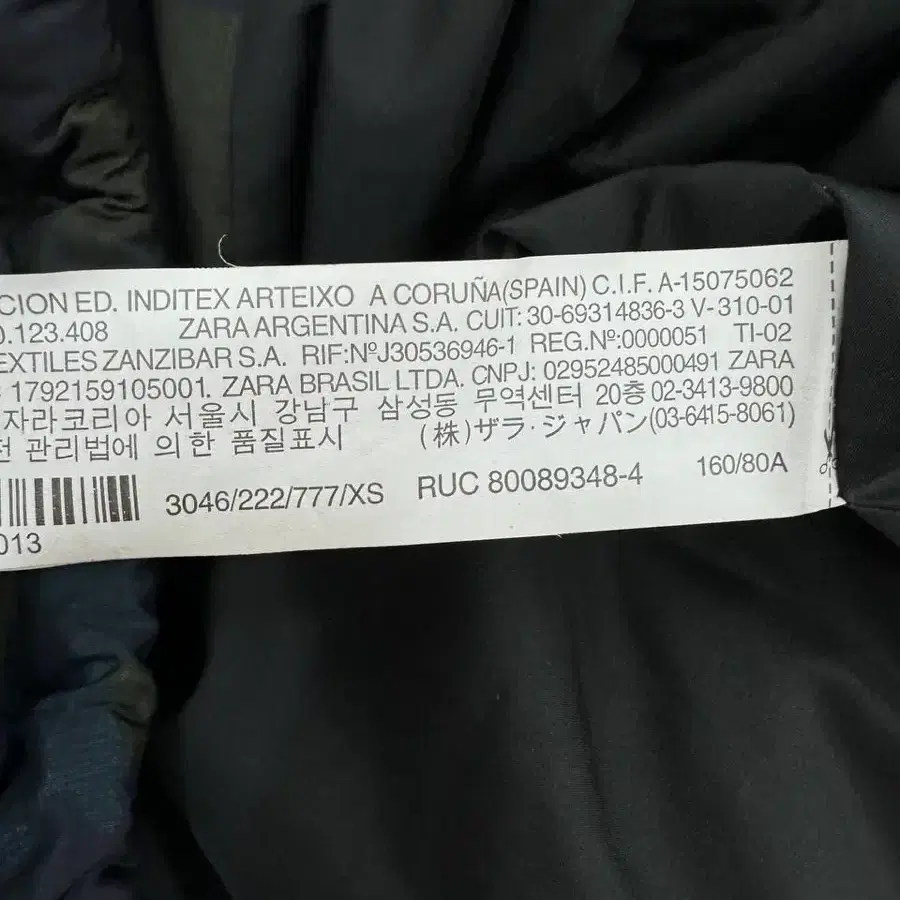 CION ED. INDITEX ARTEIXO A CORUÑA(SPAIN) C.I.F. A-15075062
0.123.408 ZARA ARGENTINA S.A. CUIT: 30-69314836-3 V-310-01
EXTILES ZANZIBAR S.A. RIF:NºJ30536946-1 REG.Nº:0000051 TI-02
1792159105001. ZARA BRASIL LTDA. CNPJ: 02952485000491 ZARA
자라코리아 서울시 강남구 삼성동 무역센터 20층 02-3413-9800
전 관리법에 의한 품질표시 (株)ザラ・ジャパン(03-6415-8061)
3046/222/777/XS RUC 80089348-4 160/80A
013